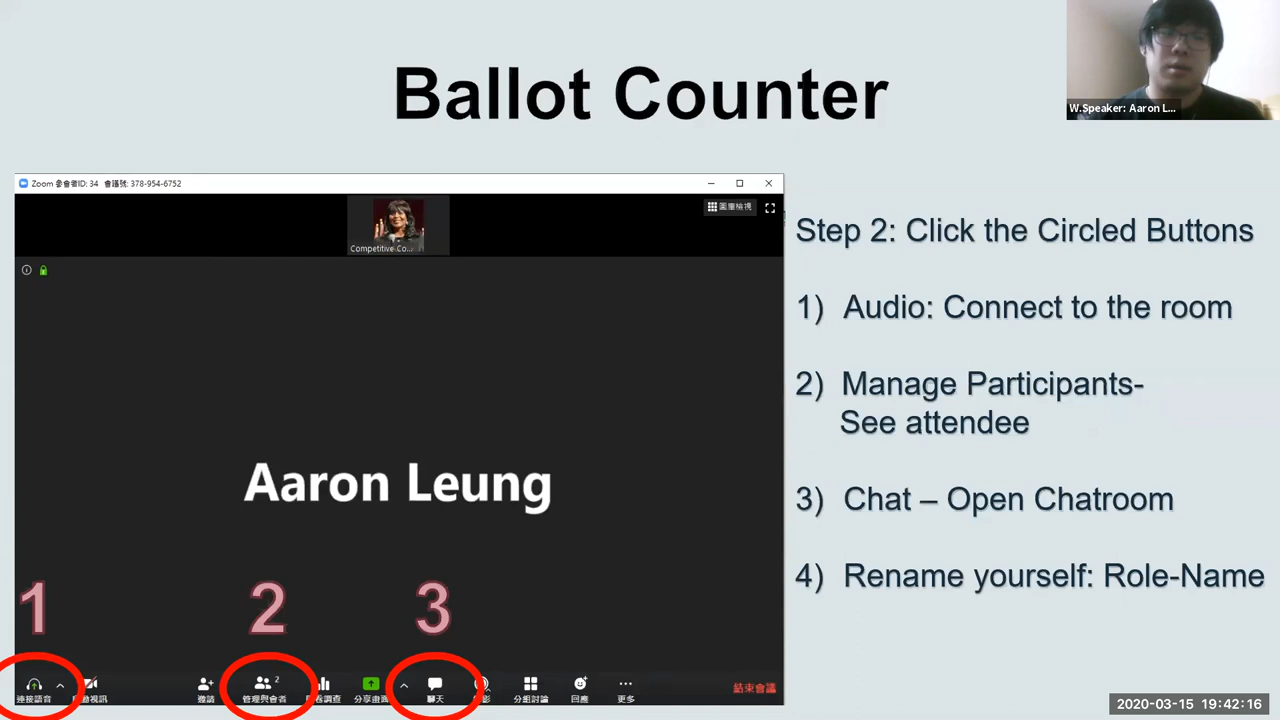 Ballot Counter
W.Speaker: Aaron L...
Zoom 參會者ID: 34 會議號: 378-954-6752
圖庫檢視
Competitive Co...
Step 2: Click the Circled Buttons
1) Audio: Connect to the room
2) Manage Participants-
See attendee
3) Chat – Open Chatroom
4) Rename yourself: Role-Name
Aaron Leung
1 2 3
2
連接語音 動視訊 邀請 管理與會者 卷調查 分享畫面 聊天 分組討論 回應 更多 結束會議
2020-03-15 19:42:16